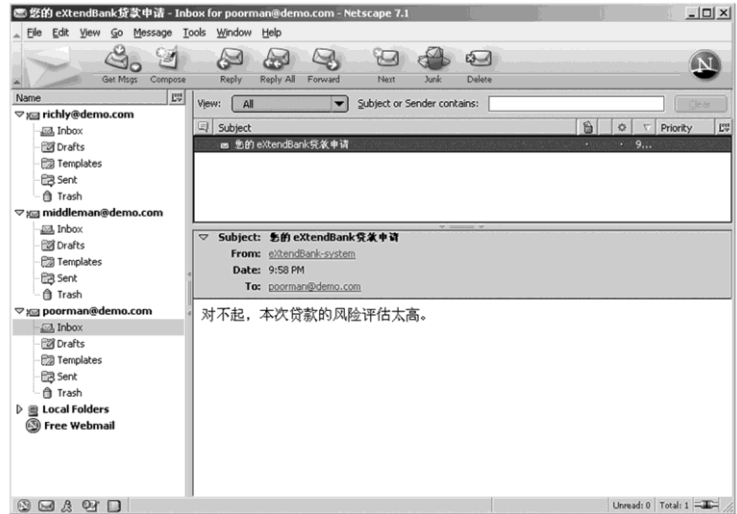 您的 eXtendBank贷款申请 - Inbox for poorman@demo.com - Netscape 7.1
File Edit View Go Message Tools Window Help
Get Msgs Compose Reply Reply All Forward Next Junk Delete
N
Name
View: All Subject or Sender contains: Clear
richly@demo.com
Inbox
Drafts
Templates
Sent
Trash
middleman@demo.com
Inbox
Drafts
Templates
Sent
Trash
poorman@demo.com
Inbox
Drafts
Templates
Sent
Trash
Local Folders
Free Webmail
Subject Priority
您的 eXtendBank贷款申请 9...
Subject: 您的 eXtendBank贷款申请
From: eXtendBank-system
Date: 9:58 PM
To: poorman@demo.com
对不起，本次贷款的风险评估太高。
Unread: 0 Total: 1